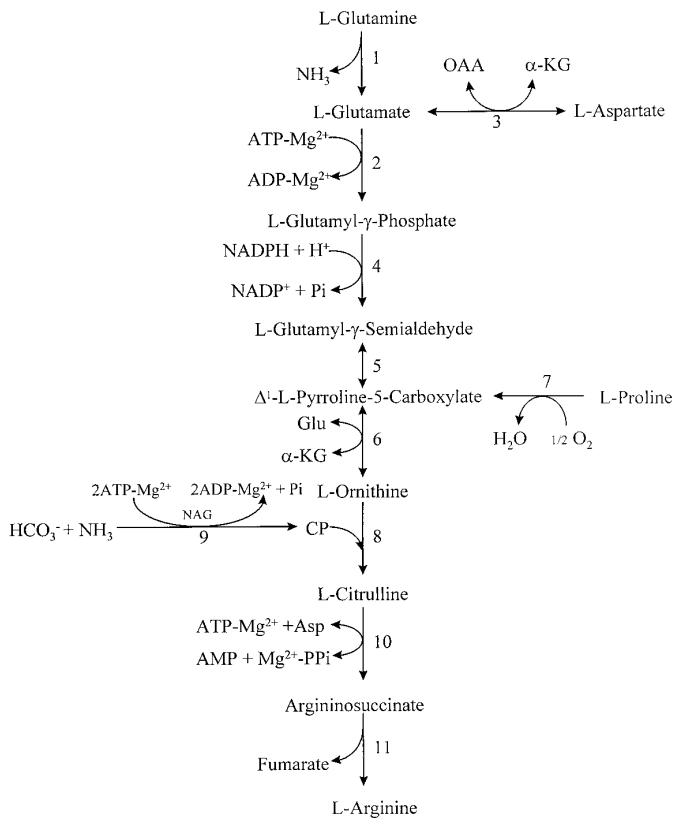 L-Glutamine
1
NH₃
OAA α-KG
L-Glutamate
3
L-Aspartate
ATP-Mg²⁺
2
ADP-Mg²⁺
L-Glutamyl-γ-Phosphate
NADPH + H⁺
4
NADP⁺ + Pi
L-Glutamyl-γ-Semialdehyde
5
Δ¹-L-Pyrroline-5-Carboxylate
7
L-Proline
H₂O 1/2 O₂
Glu
6
α-KG
L-Ornithine
2ATP-Mg²⁺ 2ADP-Mg²⁺ + Pi
NAG
HCO₃⁻ + NH₃
9
CP
8
L-Citrulline
ATP-Mg²⁺ +Asp
10
AMP + Mg²⁺-PPi
Argininosuccinate
11
Fumarate
L-Arginine